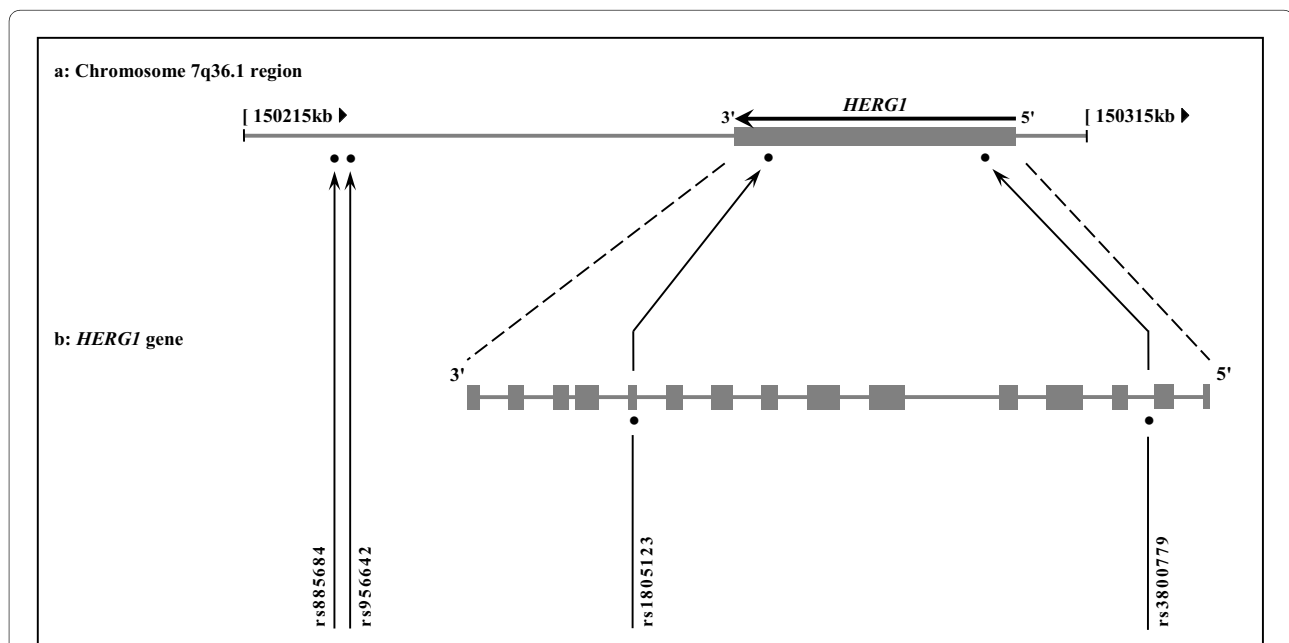 a: Chromosome 7q36.1 region
[ 150215kb
3'
HERG1
5'
[ 150315kb
b: HERG1 gene
3'
5'
rs885684
rs956642
rs1805123
rs3800779